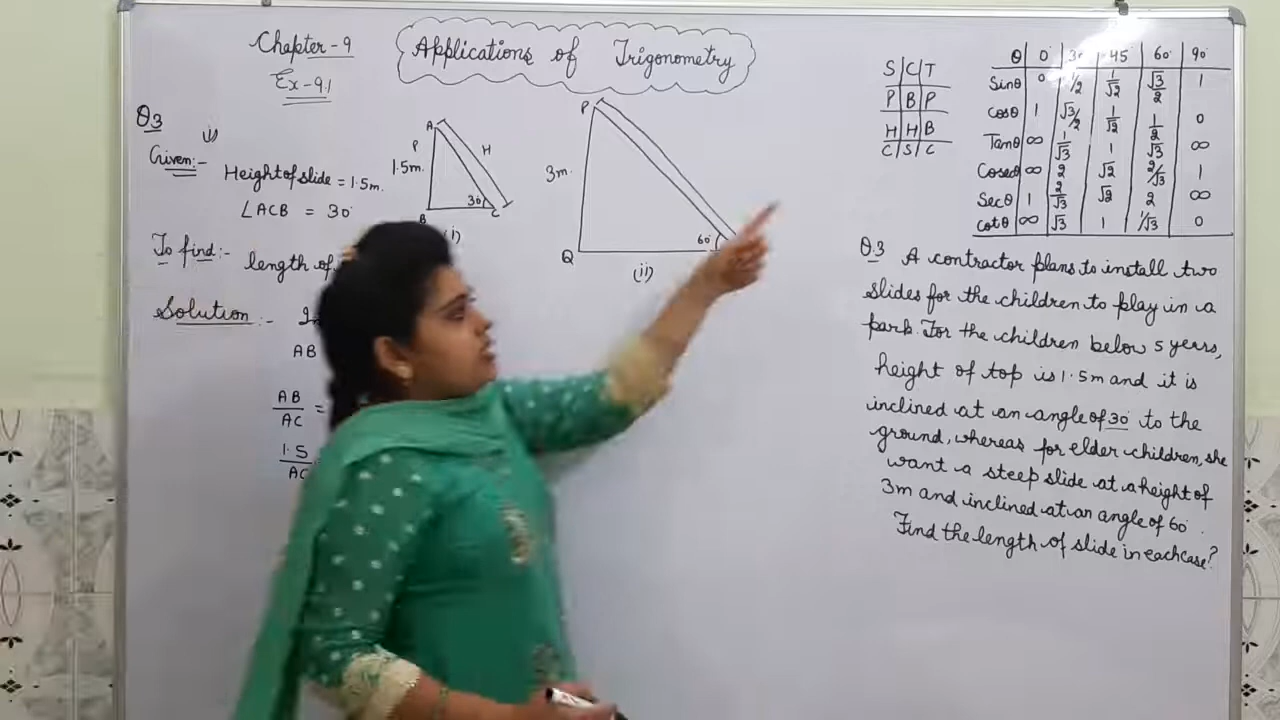 Chapter-9
Ex-9.1
Applications of Trigonometry
Q3
Given:-
Height of slide = 1.5m.
∠ACB = 30°
To find:- length of
Solution:-
AB
AB/AC =
1.5/AC
A
P
H
1.5m.
30°
B
C
(i)
P
3m.
60°
Q
(ii)
S|C|T
P|B|P
H|H|B
C|S|C
θ 0° 45° 60° 90°
Sinθ 0 1/2 1/√2 √3/2 1
cosθ 1 √3/2 1/√2 1/2 0
Tanθ ∞ 1/√3 1 √3 ∞
Cosecθ ∞ 2 √2 2/√3 1
Secθ 1 2/√3 √2 2 ∞
cotθ ∞ √3 1 1/√3 0
Q.3 A contractor plans to install two
slides for the children to play in a
park. For the children below 5 years,
height of top is 1.5m and it is
inclined at an angle of 30° to the
ground, whereas for elder children, she
want a steep slide at a height of
3m and inclined at an angle of 60°.
Find the length of slide in each case?